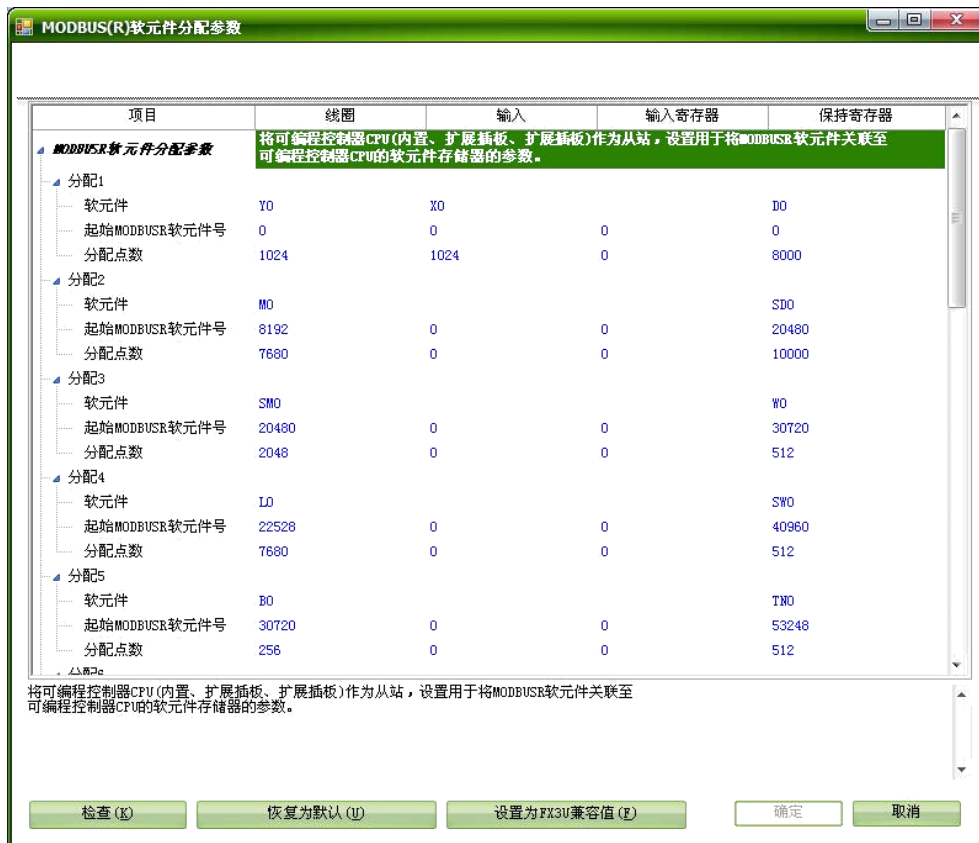 MODBUS(R)软元件分配参数
项目 线圈 输入 输入寄存器 保持寄存器
MODBUSR软元件分配参数 将可编程控制器CPU(内置、扩展插板、扩展插板)作为从站，设置用于将MODBUSR软元件关联至
可编程控制器CPU的软元件存储器的参数。
分配1
软元件 Y0 X0 D0
起始MODBUSR软元件号 0 0 0 0
分配点数 1024 1024 0 8000
分配2
软元件 M0 SD0
起始MODBUSR软元件号 8192 0 0 20480
分配点数 7680 0 0 10000
分配3
软元件 SM0 W0
起始MODBUSR软元件号 20480 0 0 30720
分配点数 2048 0 0 512
分配4
软元件 L0 SW0
起始MODBUSR软元件号 22528 0 0 40960
分配点数 7680 0 0 512
分配5
软元件 B0 TN0
起始MODBUSR软元件号 30720 0 0 53248
分配点数 256 0 0 512
分配6
将可编程控制器CPU(内置、扩展插板、扩展插板)作为从站，设置用于将MODBUSR软元件关联至
可编程控制器CPU的软元件存储器的参数。
检查(K) 恢复为默认(U) 设置为FX3U兼容值(F) 确定 取消